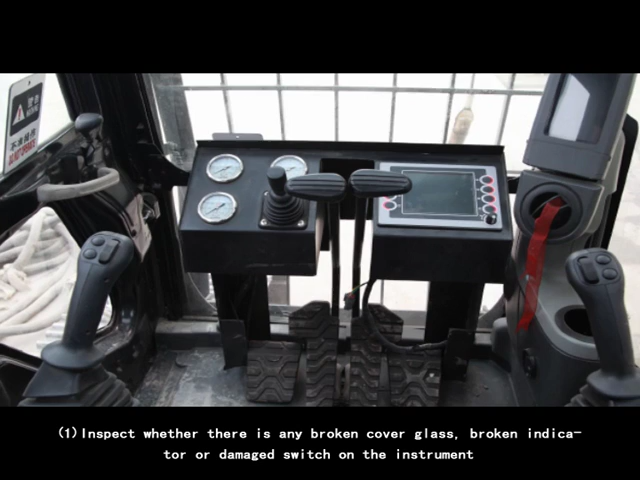 (1)Inspect whether there is any broken cover glass, broken indica-
tor or damaged switch on the instrument